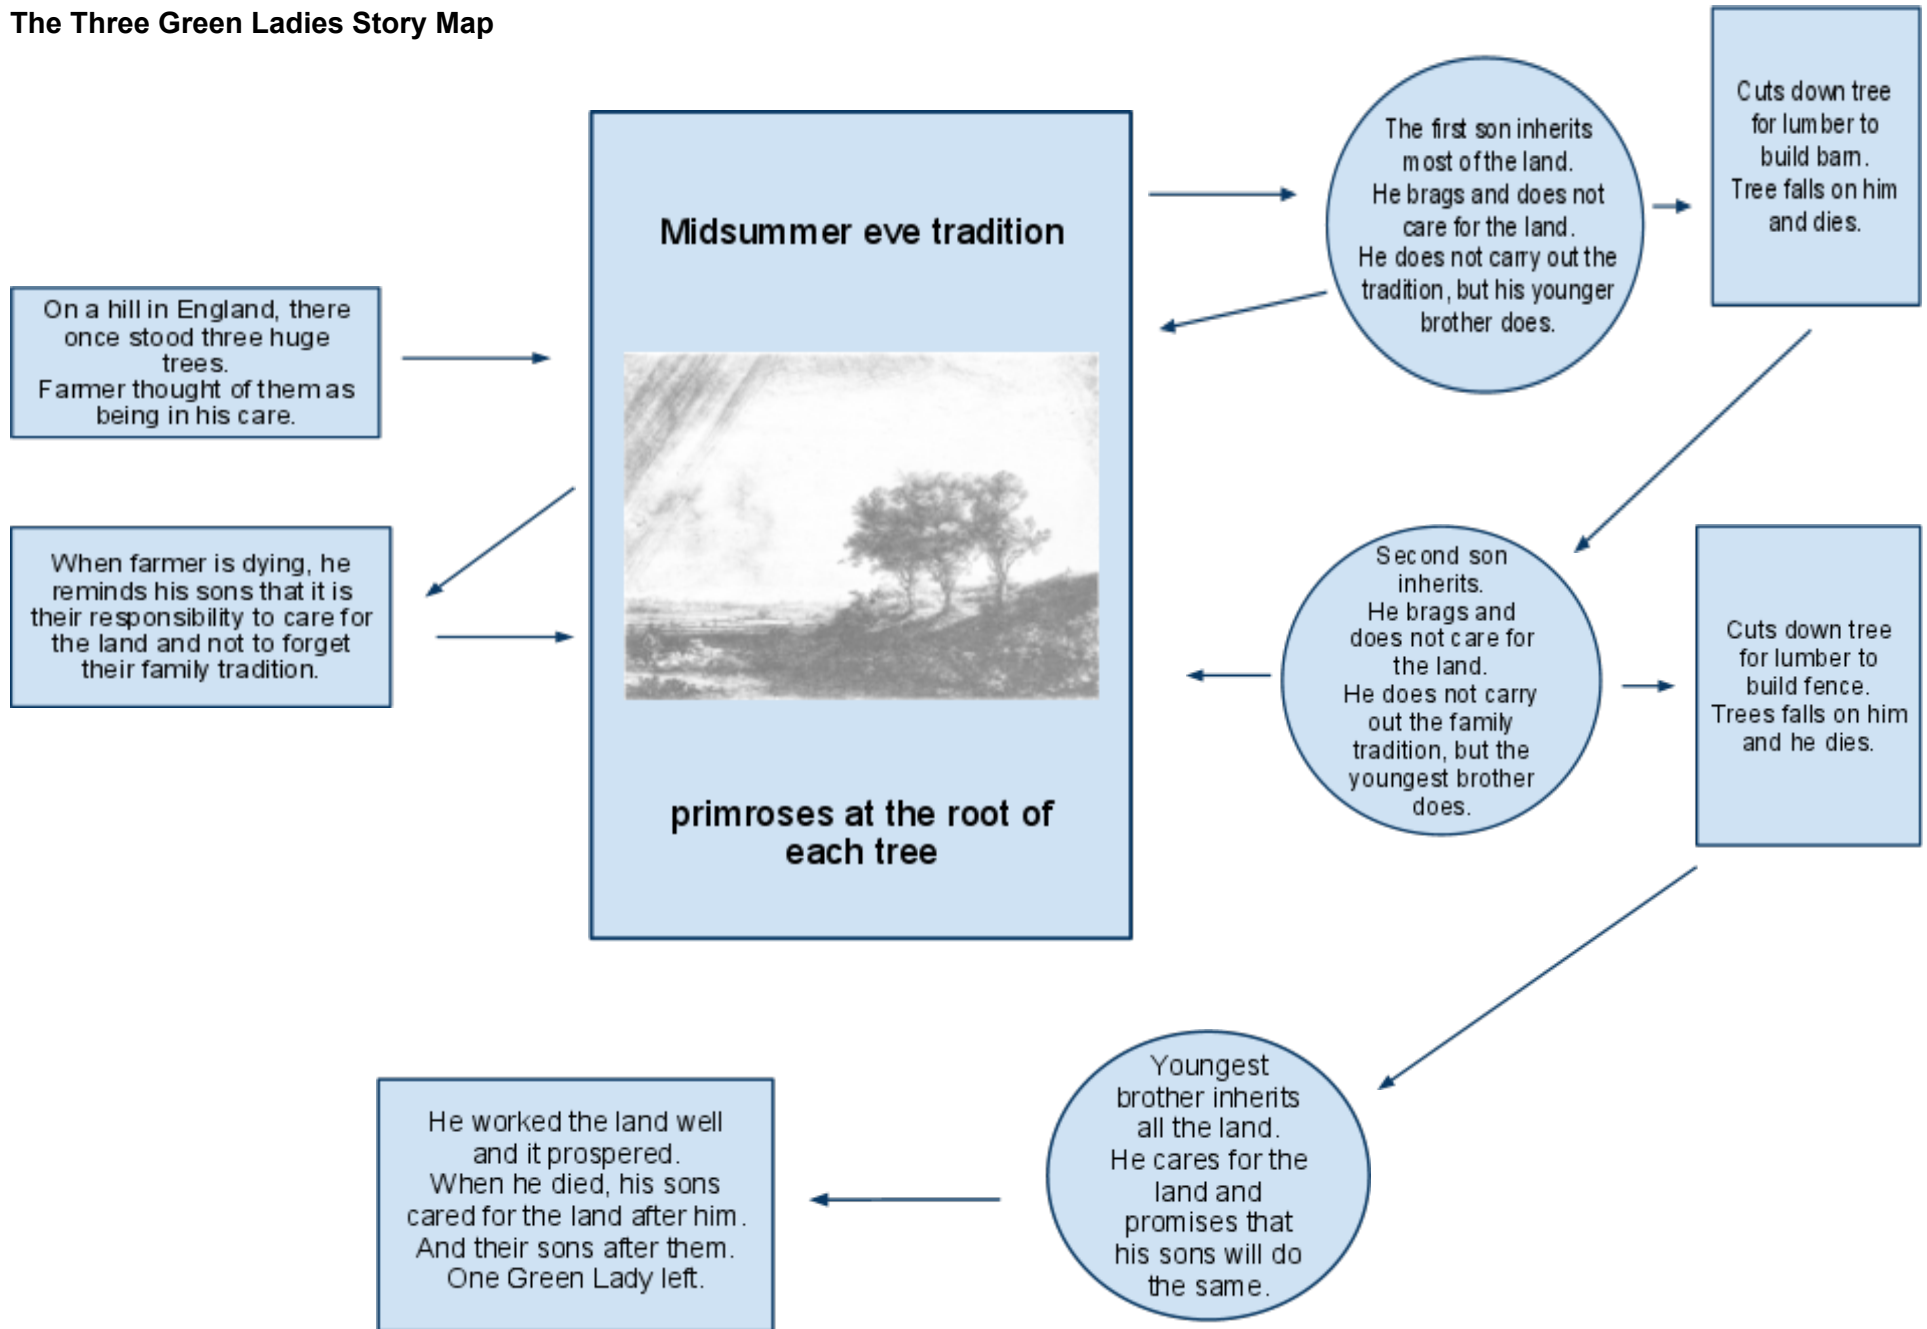 The Three Green Ladies Story Map
On a hill in England, there
once stood three huge
trees.
Farmer thought of them as
being in his care.
Midsummer eve tradition
primroses at the root of
each tree
When farmer is dying, he
reminds his sons that it is
their responsibility to care for
the land and not to forget
their family tradition.
The first son inherits
most of the land.
He brags and does not
care for the land.
He does not carry out the
tradition, but his younger
brother does.
Cuts down tree
for lumber to
build barn.
Tree falls on him
and dies.
Second son
inherits.
He brags and
does not care for
the land.
He does not carry
out the family
tradition, but the
youngest brother
does.
Cuts down tree
for lumber to
build fence.
Trees falls on him
and he dies.
Youngest
brother inherits
all the land.
He cares for the
land and
promises that
his sons will do
the same.
He worked the land well
and it prospered.
When he died, his sons
cared for the land after him.
And their sons after them.
One Green Lady left.